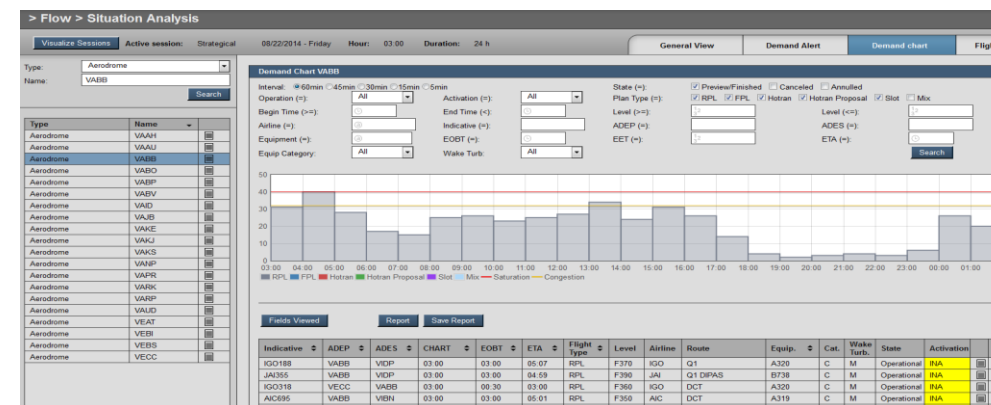 > Flow > Situation Analysis
Visualize Sessions Active session: Strategical 08/22/2014 - Friday Hour: 03:00 Duration: 24 h General View Demand Alert Demand chart Fligh
Type: Aerodrome
Name: VABB
Search
Type Name
Aerodrome VAAH
Aerodrome VAAU
Aerodrome VABB
Aerodrome VABO
Aerodrome VABP
Aerodrome VABV
Aerodrome VAID
Aerodrome VAJB
Aerodrome VAKE
Aerodrome VAKJ
Aerodrome VAKS
Aerodrome VANP
Aerodrome VAPR
Aerodrome VARK
Aerodrome VARP
Aerodrome VAUD
Aerodrome VEAT
Aerodrome VEBI
Aerodrome VEBS
Aerodrome VECC
Demand Chart VABB
Interval: 60min 45min 30min 15min 5min State (=): Preview/Finished Canceled Annulled
Operation (=): All Activation (=): All Plan Type (=): RPL FPL Hotran Hotran Proposal Slot Mix
Begin Time (>=): End Time (<): Level (>=): Level (<=):
Airline (=): Indicative (=): ADEP (=): ADES (=):
Equipment (=): EOBT (=): EET (=): ETA (=):
Equip Category: All Wake Turb: All Search
50
40
30
20
10
0
03:00 04:00 05:00 06:00 07:00 08:00 09:00 10:00 11:00 12:00 13:00 14:00 15:00 16:00 17:00 18:00 19:00 20:00 21:00 22:00 23:00 00:00 01:00
RPL FPL Hotran Hotran Proposal Slot Mix Saturation Congestion
Fields Viewed Report Save Report
Indicative ADEP ADES CHART EOBT ETA Flight Type Level Airline Route Equip. Cat. Wake Turb. State Activation
IGO188 VABB VIDP 03:00 03:00 05:07 RPL F370 IGO Q1 A320 C M Operational INA
JAI355 VABB VIDP 03:00 03:00 04:59 RPL F390 JAI Q1 DIPAS B738 C M Operational INA
IGO318 VECC VABB 03:00 00:30 03:00 RPL F360 IGO DCT A320 C M Operational INA
AIC695 VABB VIBN 03:00 03:00 05:01 RPL F350 AIC DCT A319 C M Operational INA